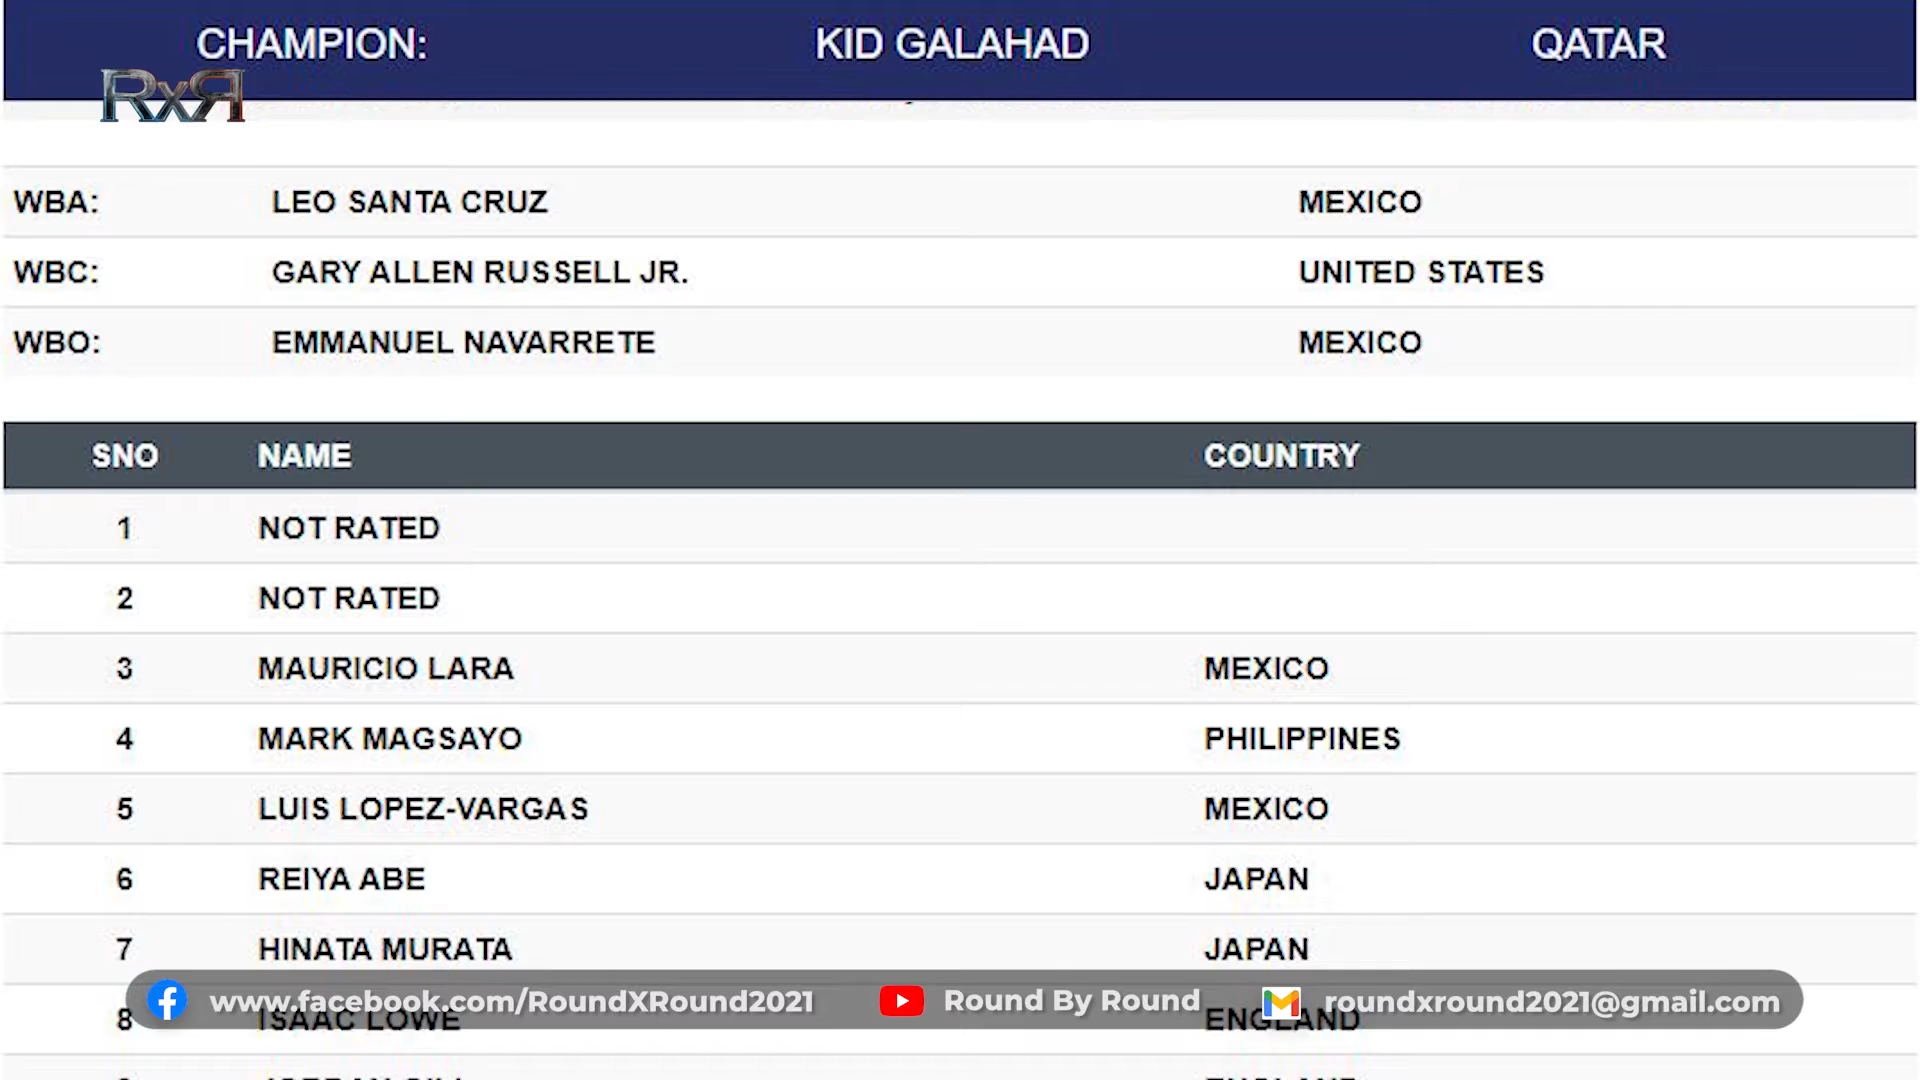 CHAMPION: KID GALAHAD QATAR
RxR
WBA: LEO SANTA CRUZ MEXICO
WBC: GARY ALLEN RUSSELL JR. UNITED STATES
WBO: EMMANUEL NAVARRETE MEXICO
SNO NAME COUNTRY
1 NOT RATED
2 NOT RATED
3 MAURICIO LARA MEXICO
4 MARK MAGSAYO PHILIPPINES
5 LUIS LOPEZ-VARGAS MEXICO
6 REIYA ABE JAPAN
7 HINATA MURATA JAPAN
www.facebook.com/RoundXRound2021 Round By Round roundxround2021@gmail.com
8 ISAAC LOWE ENGLAND